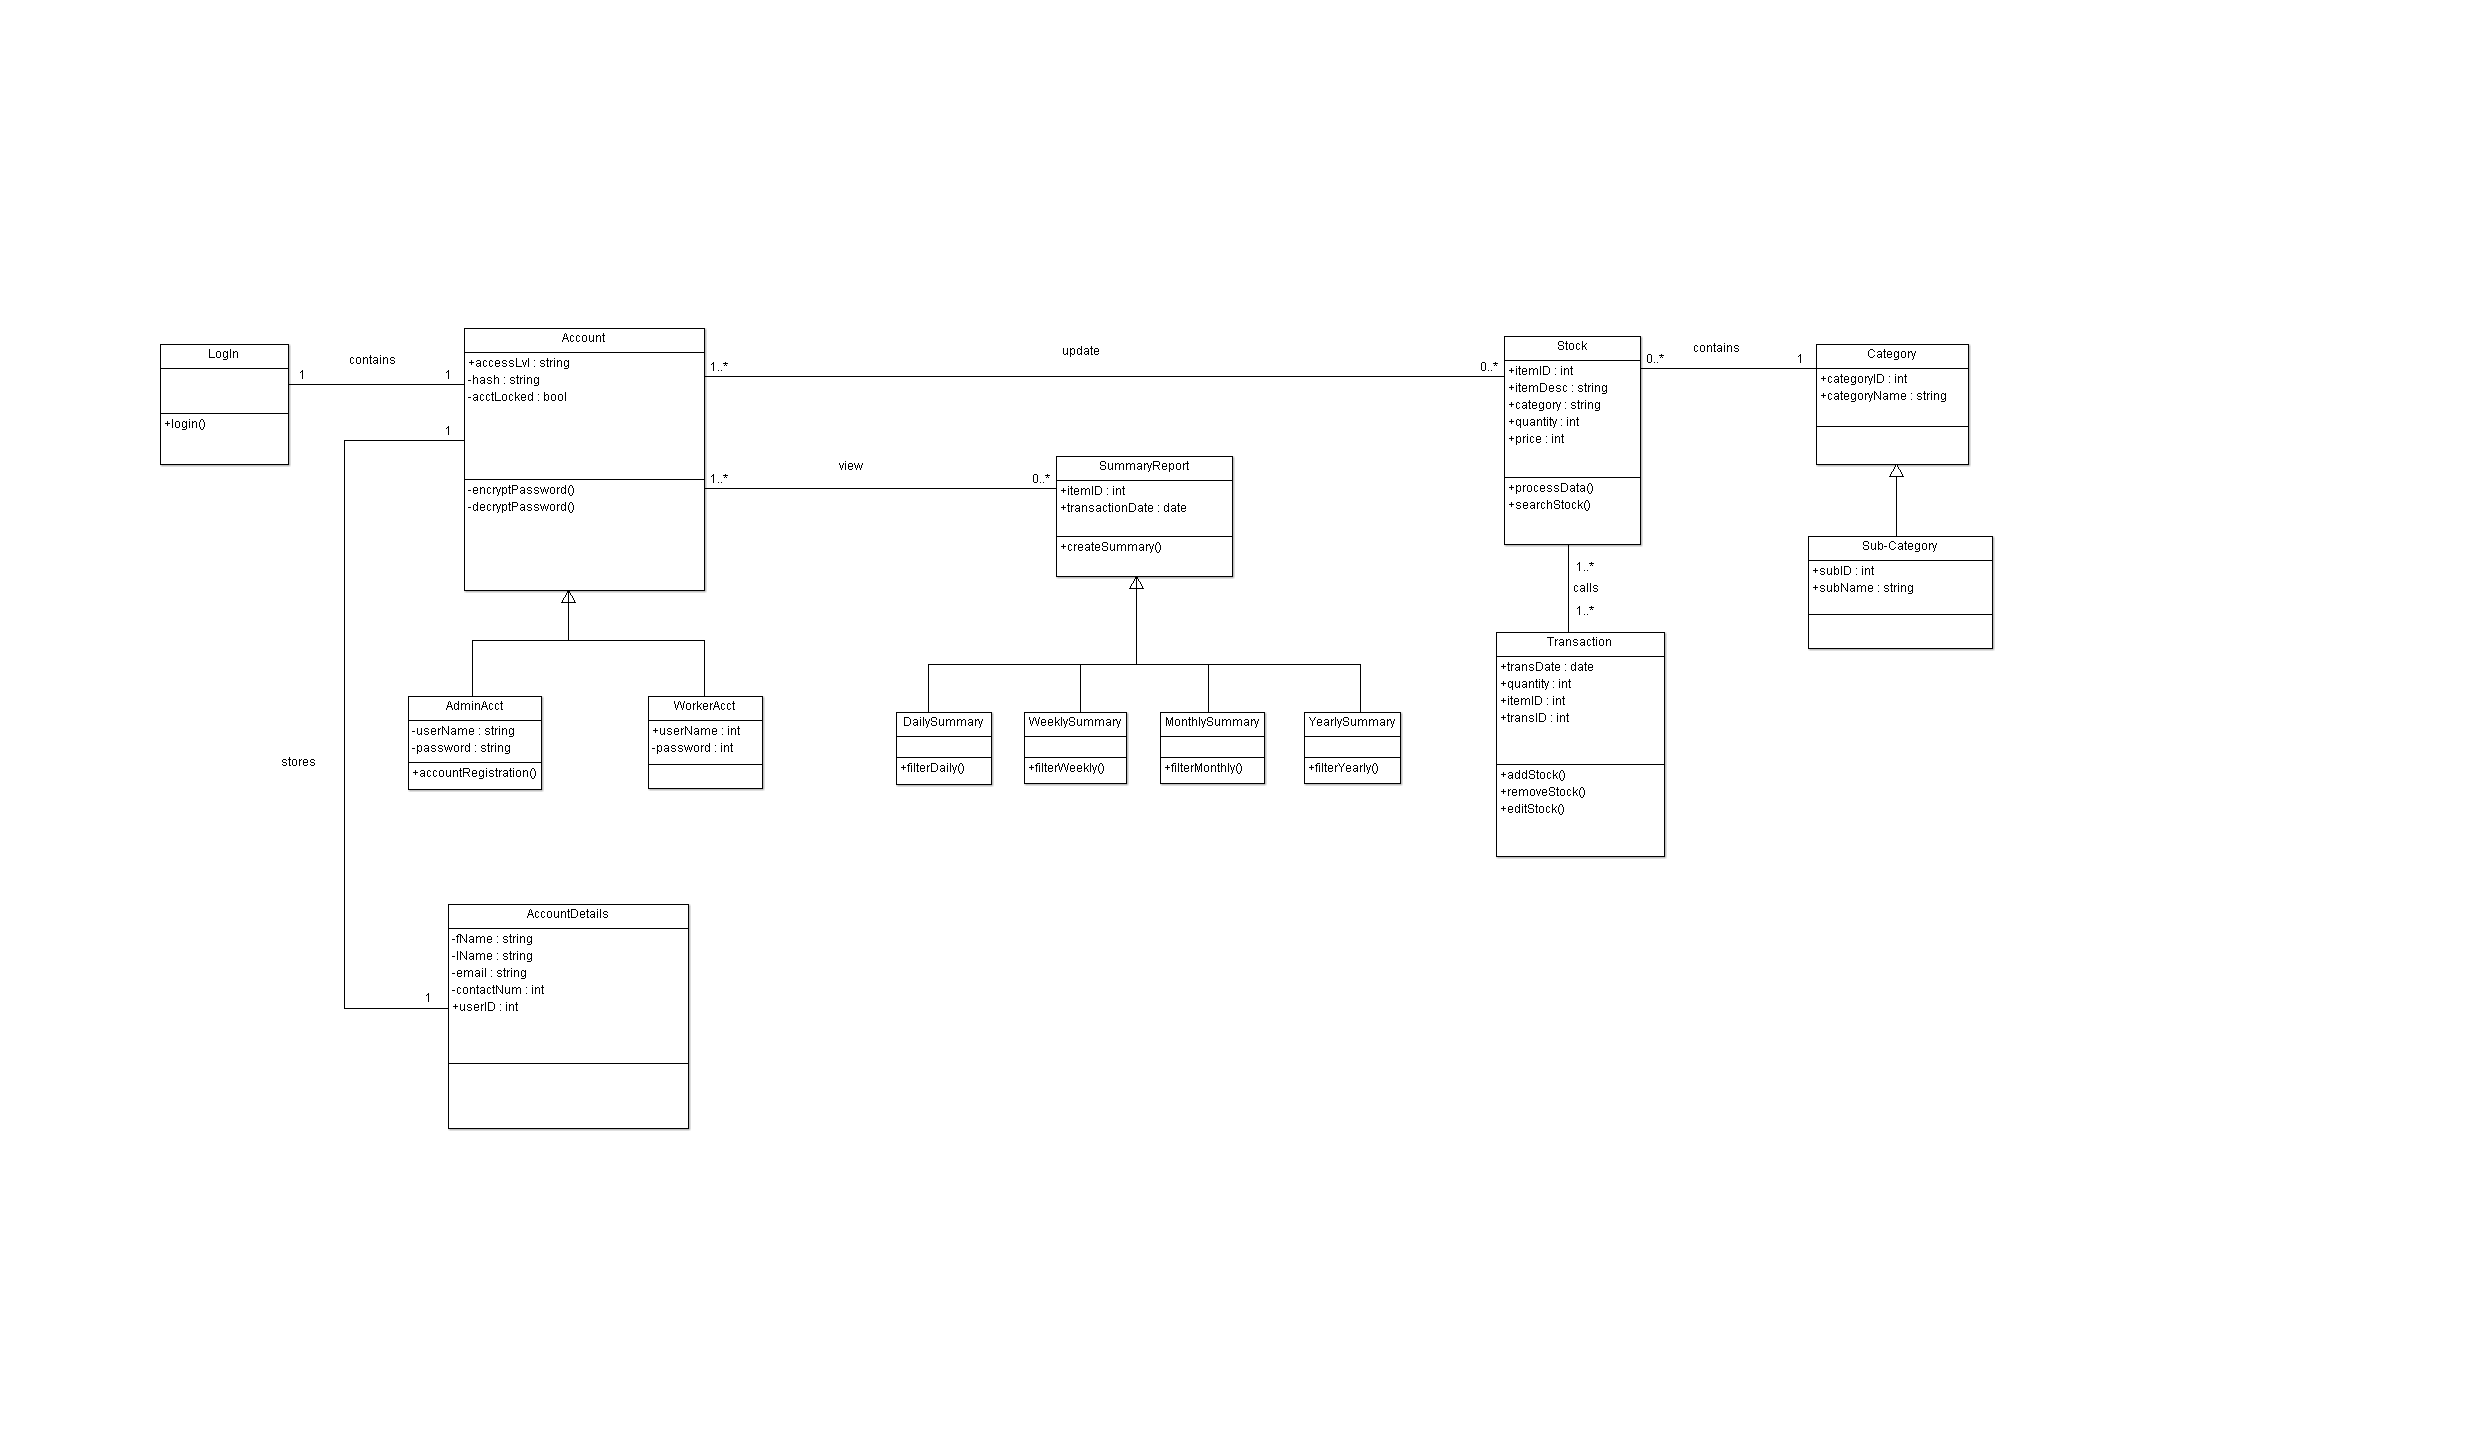 LogIn
+login()
contains
1
1
Account
+accessLvl : string
-hash : string
-acctLocked : bool
-encryptPassword()
-decryptPassword()
1
stores
1
update
1..*
0..*
view
1..*
0..*
AdminAcct
-userName : string
-password : string
+accountRegistration()
WorkerAcct
+userName : int
-password : int
AccountDetails
-fName : string
-lName : string
-email : string
-contactNum : int
+userID : int
SummaryReport
+itemID : int
+transactionDate : date
+createSummary()
DailySummary
+filterDaily()
WeeklySummary
+filterWeekly()
MonthlySummary
+filterMonthly()
YearlySummary
+filterYearly()
Stock
+itemID : int
+itemDesc : string
+category : string
+quantity : int
+price : int
+processData()
+searchStock()
contains
0..*
1
Category
+categoryID : int
+categoryName : string
Sub-Category
+subID : int
+subName : string
1..*
calls
1..*
Transaction
+transDate : date
+quantity : int
+itemID : int
+transID : int
+addStock()
+removeStock()
+editStock()